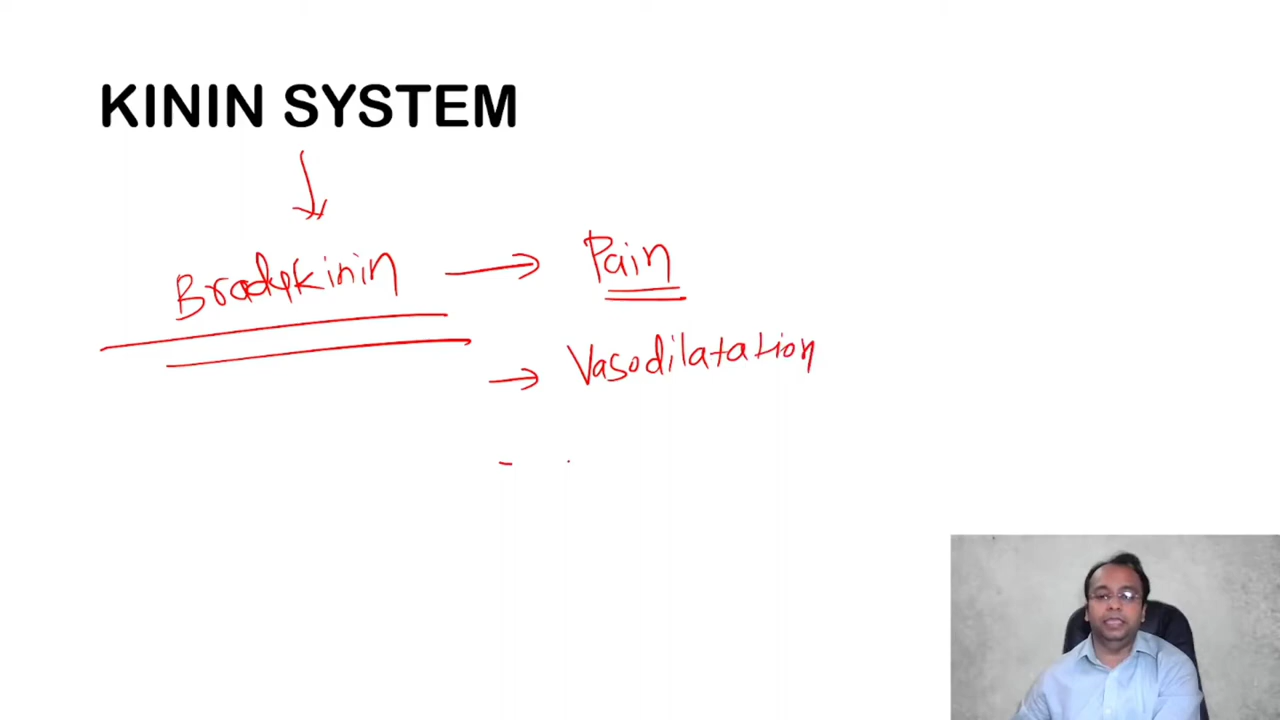 KININ SYSTEM
Bradykinin → Pain
→ Vasodilatation